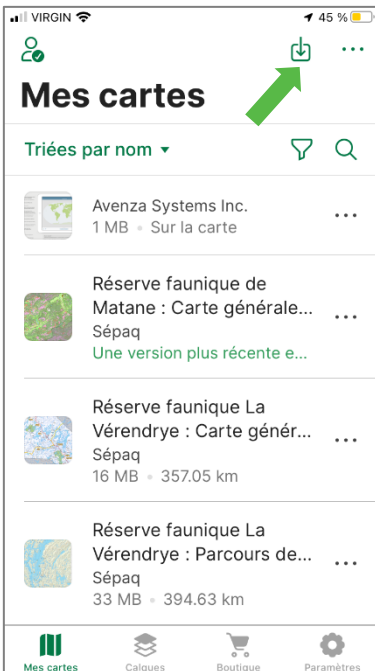 VIRGIN 45 %
Mes cartes
Triées par nom
Avenza Systems Inc.
1 MB • Sur la carte
Réserve faunique de
Matane : Carte générale...
Sépaq
Une version plus récente e...
Réserve faunique La
Vérendrye : Carte génér...
Sépaq
16 MB • 357.05 km
Réserve faunique La
Vérendrye : Parcours de...
Sépaq
33 MB • 394.63 km
Mes cartes Calques Boutique Paramètres